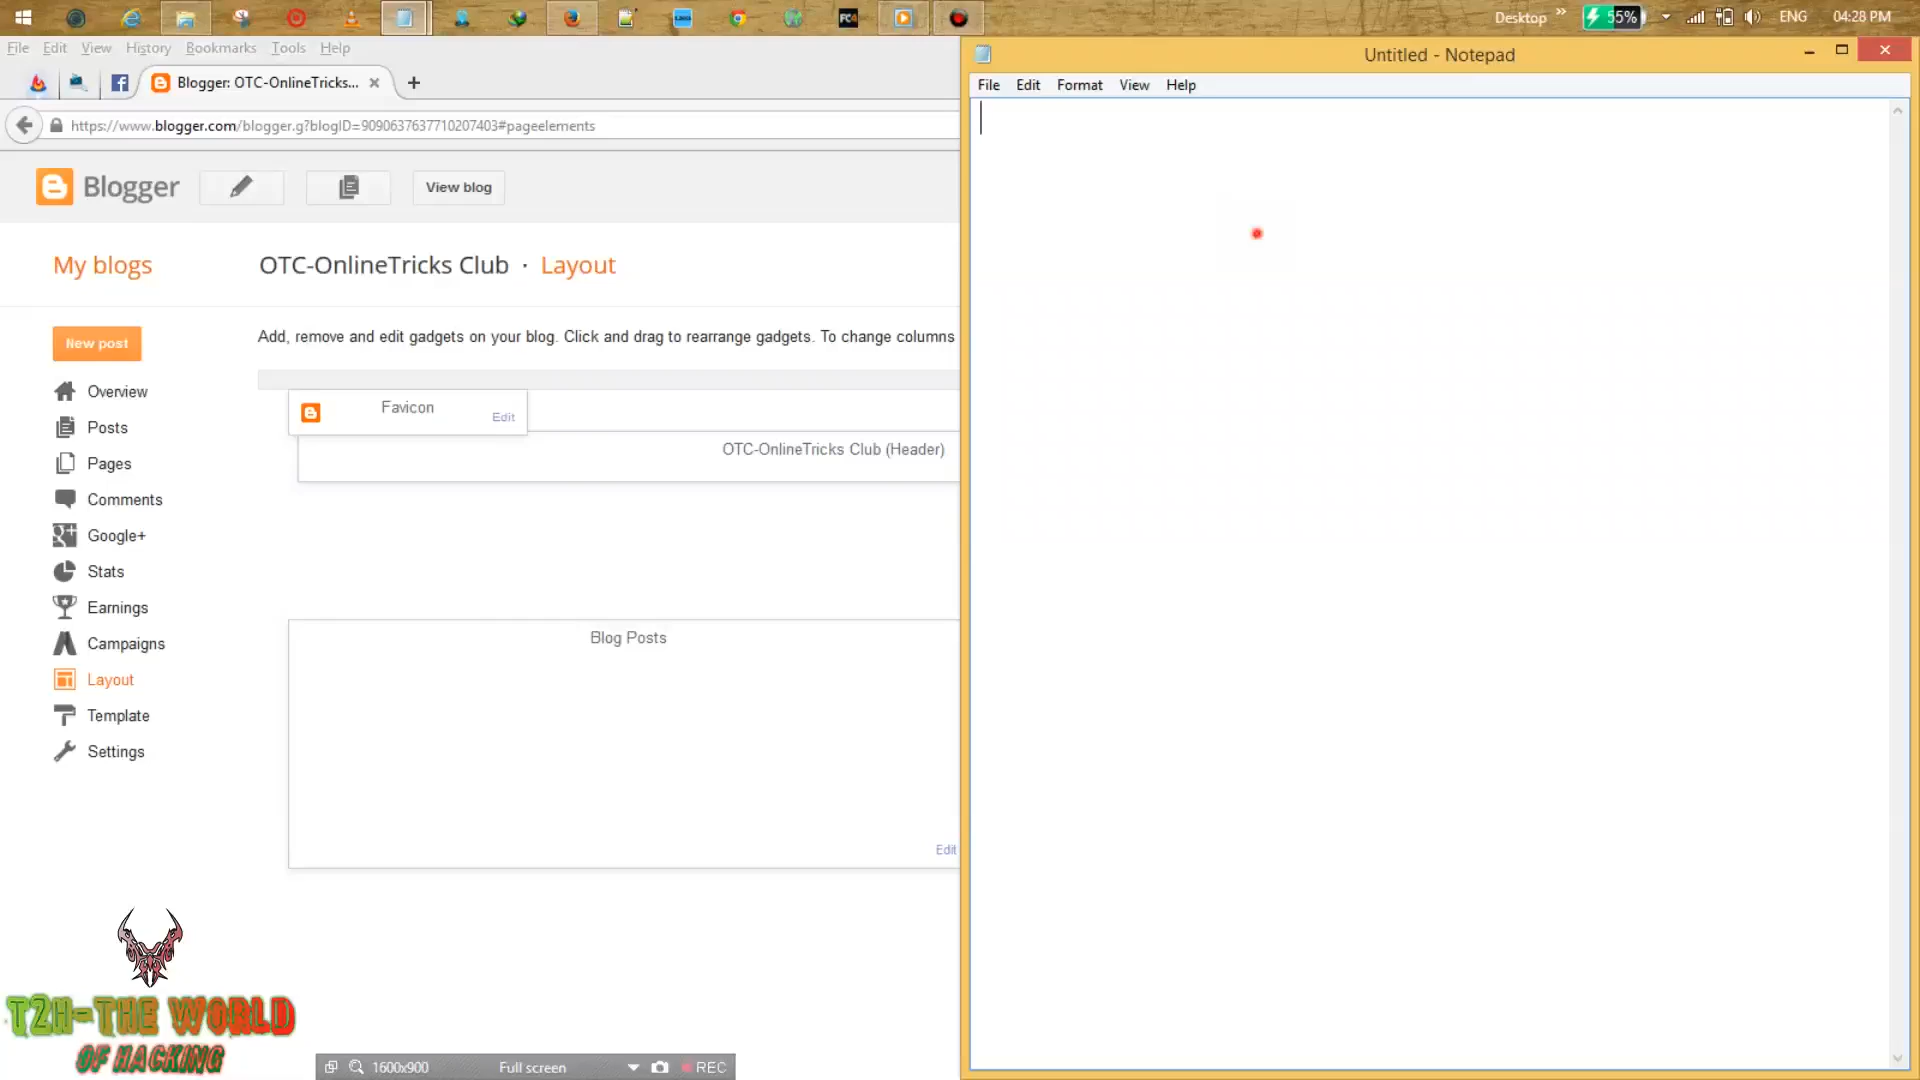 Desktop » 55% ENG 04:28 PM
FC4
File Edit View History Bookmarks Tools Help
Blogger: OTC-OnlineTricks...
https://www.blogger.com/blogger.g?blogID=9090637637710207403#pageelements
Blogger View blog
My blogs OTC-OnlineTricks Club · Layout
New post
Add, remove and edit gadgets on your blog. Click and drag to rearrange gadgets. To change columns
Overview
Posts
Pages
Comments
Google+
Stats
Earnings
Campaigns
Layout
Template
Settings
Favicon
Edit
OTC-OnlineTricks Club (Header)
Blog Posts
Edit
T2H-THE WORLD
OF HACKING
1600x900 Full screen REC
Untitled - Notepad
File Edit Format View Help